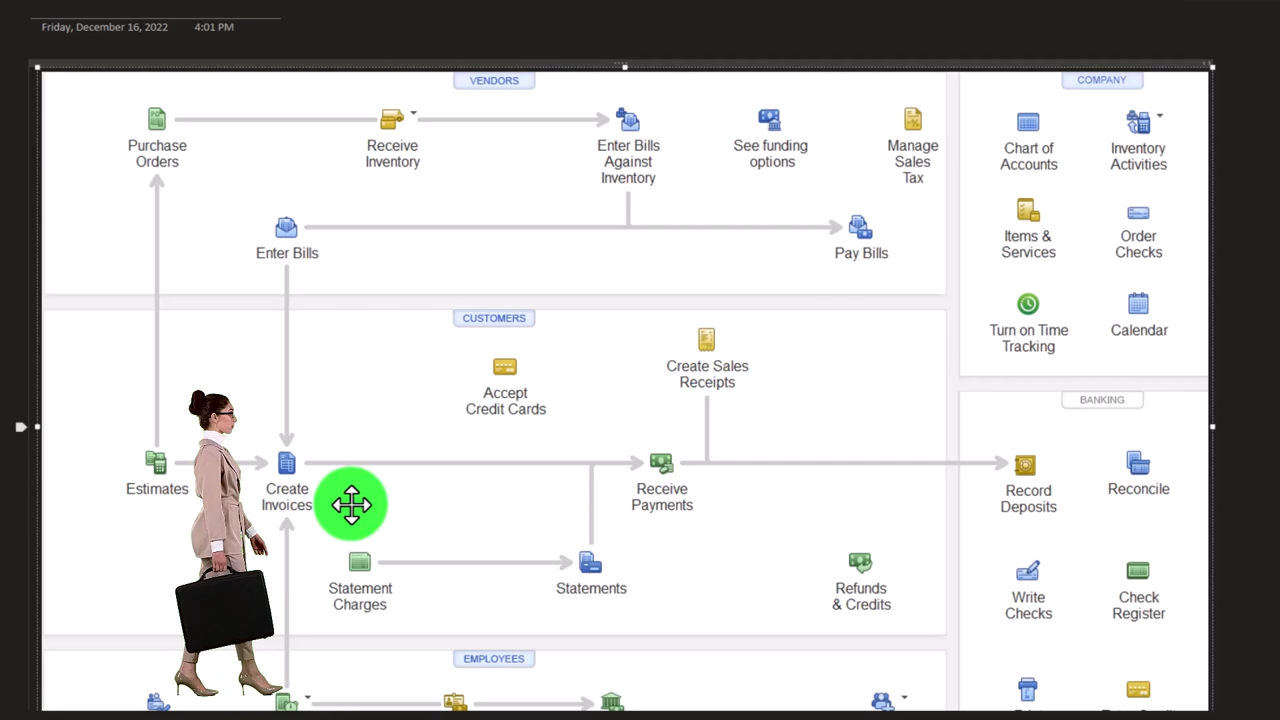 Friday, December 16, 2022 4:01 PM
VENDORS
Purchase
Orders
Receive
Inventory
Enter Bills
Against
Inventory
See funding
options
Manage
Sales
Tax
Enter Bills
Pay Bills
COMPANY
Chart of
Accounts
Inventory
Activities
Items &
Services
Order
Checks
Turn on Time
Tracking
Calendar
CUSTOMERS
Accept
Credit Cards
Create Sales
Receipts
Estimates
Create
Invoices
Receive
Payments
Statement
Charges
Statements
Refunds
& Credits
BANKING
Record
Deposits
Reconcile
Write
Checks
Check
Register
EMPLOYEES